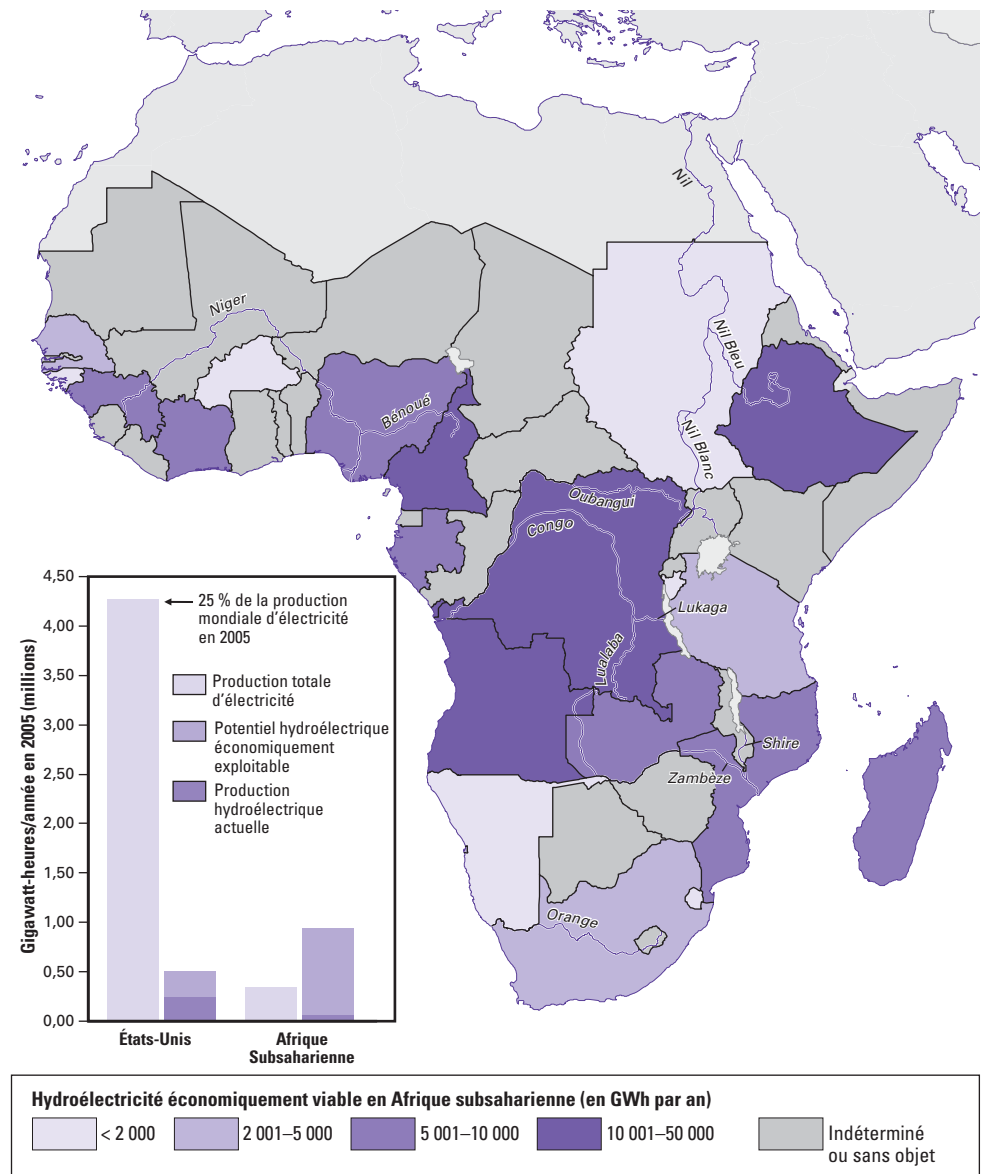 Nil
Niger
Nil Bleu
Bénoué
Nil Blanc
Oubangui
Congo
Lukaga
Lualaba
Shire
Zambèze
Orange
Gigawatt-heures/année en 2005 (millions)
4,50
4,00
3,50
3,00
2,50
2,00
1,50
1,00
0,50
0,00
25 % de la production
mondiale d’électricité
en 2005
Production totale
d’électricité
Potentiel hydroélectrique
économiquement
exploitable
Production
hydroélectrique
actuelle
États-Unis
Afrique
Subsaharienne
Hydroélectricité économiquement viable en Afrique subsaharienne (en GWh par an)
< 2 000
2 001–5 000
5 001–10 000
10 001–50 000
Indéterminé
ou sans objet